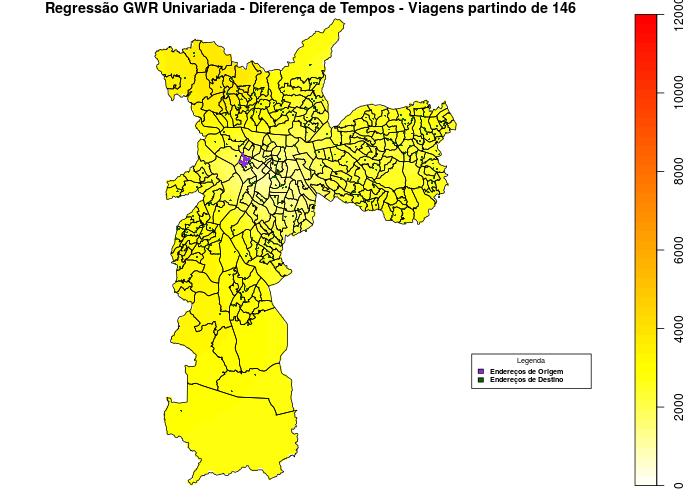 Regressão GWR Univariada - Diferença de Tempos - Viagens partindo de 146
12000
10000
8000
6000
4000
2000
0
Legenda
Endereços de Origem
Endereços de Destino